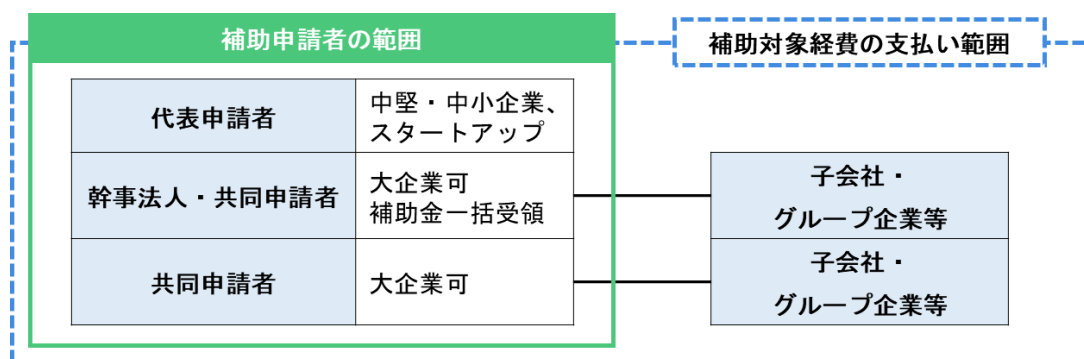 補助申請者の範囲
補助対象経費の支払い範囲
代表申請者
中堅・中小企業、
スタートアップ
幹事法人・共同申請者
大企業可
補助金一括受領
子会社・
グループ企業等
共同申請者
大企業可
子会社・
グループ企業等